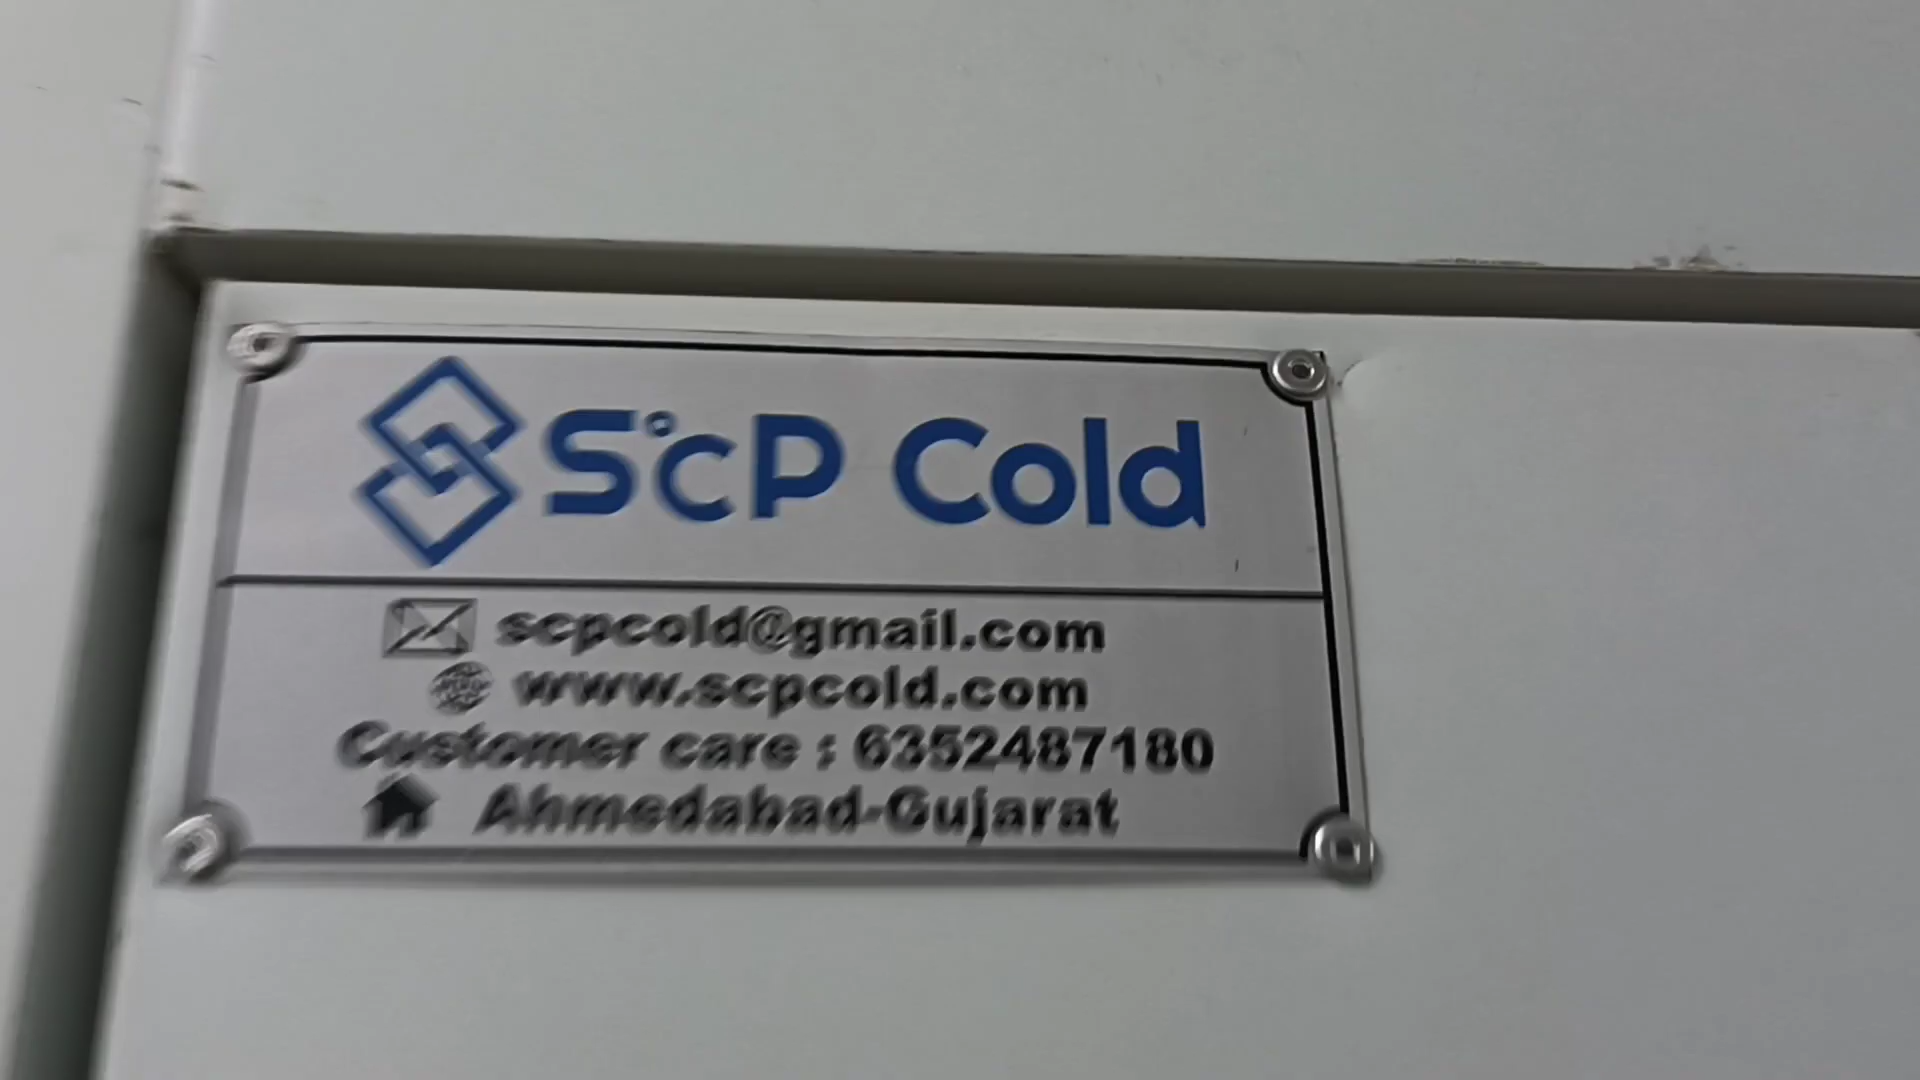 S°CP Cold
scpcold@gmail.com
www.scpcold.com
Customer care : 6352487180
Ahmedabad-Gujarat